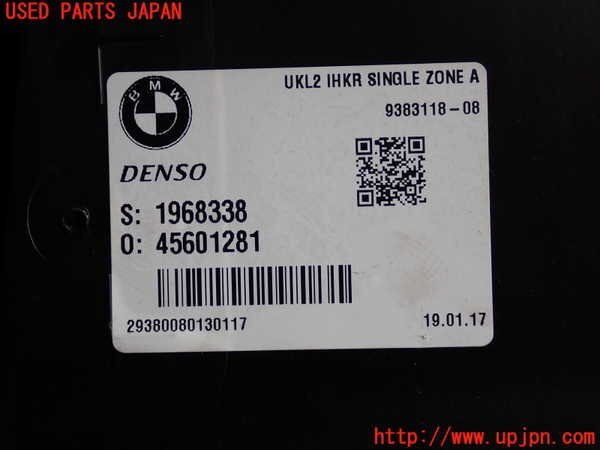 USED PARTS JAPAN
BMW
UKL2 IHKR SINGLE ZONE A
9383118-08
DENSO
S: 1968338
O: 45601281
29380080130117
19.01.17
http://www.upjpn.com/